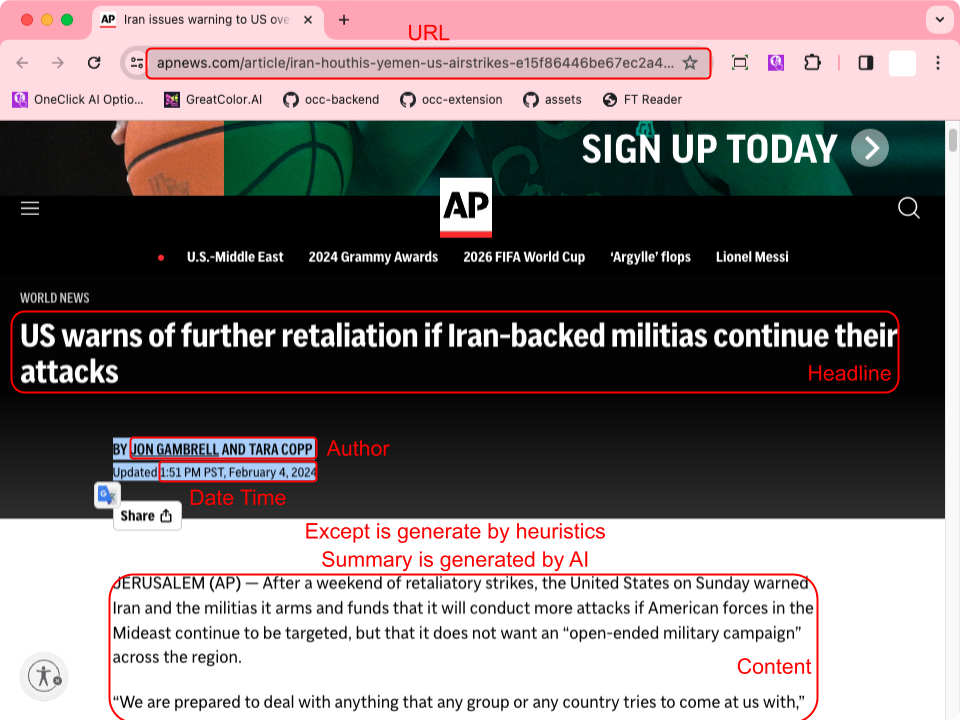 AP Iran issues warning to US ove
URL
apnews.com/article/iran-houthis-yemen-us-airstrikes-e15f86446be67ec2a4...
OneClick AI Optio... GreatColor.AI occ-backend occ-extension assets FT Reader
SIGN UP TODAY
AP
U.S.-Middle East 2024 Grammy Awards 2026 FIFA World Cup ‘Argylle’ flops Lionel Messi
WORLD NEWS
US warns of further retaliation if Iran-backed militias continue their
attacks
Headline
BY JON GAMBRELL AND TARA COPP Author
Updated 1:51 PM PST, February 4, 2024
Date Time
Share
Except is generate by heuristics
Summary is generated by AI
JERUSALEM (AP) — After a weekend of retaliatory strikes, the United States on Sunday warned
Iran and the militias it arms and funds that it will conduct more attacks if American forces in the
Mideast continue to be targeted, but that it does not want an “open-ended military campaign”
across the region.
Content
“We are prepared to deal with anything that any group or any country tries to come at us with,”